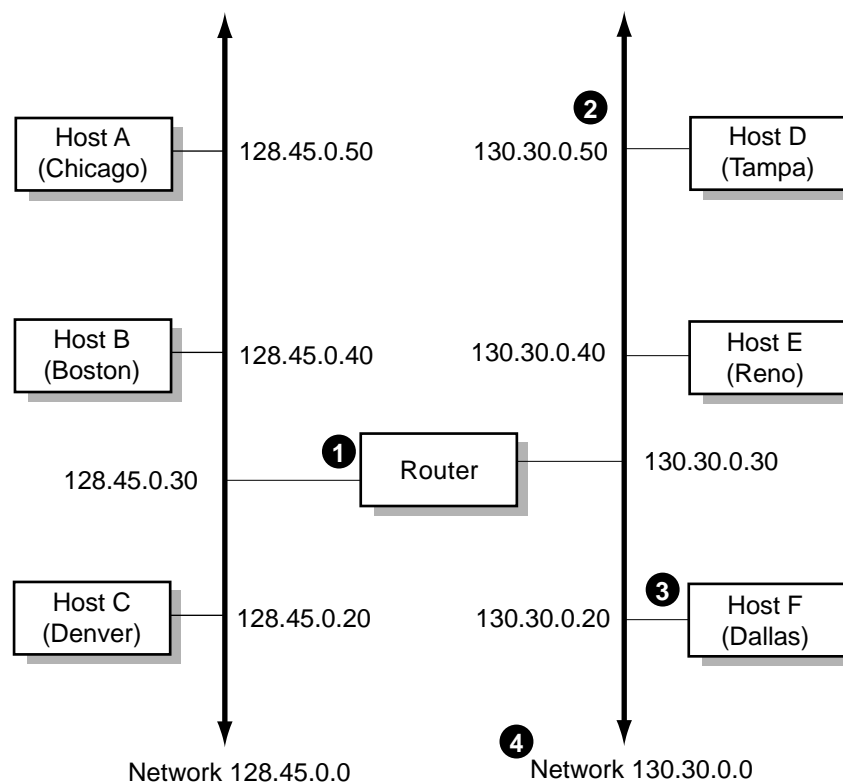 2
Host A
(Chicago)
128.45.0.50
130.30.0.50
Host D
(Tampa)
Host B
(Boston)
128.45.0.40
130.30.0.40
Host E
(Reno)
1
128.45.0.30
Router
130.30.0.30
3
Host C
(Denver)
128.45.0.20
130.30.0.20
Host F
(Dallas)
4
Network 128.45.0.0
Network 130.30.0.0